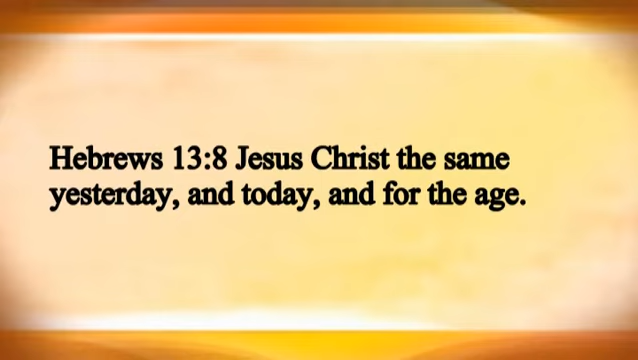 Hebrews 13:8 Jesus Christ the same
yesterday, and today, and for the age.